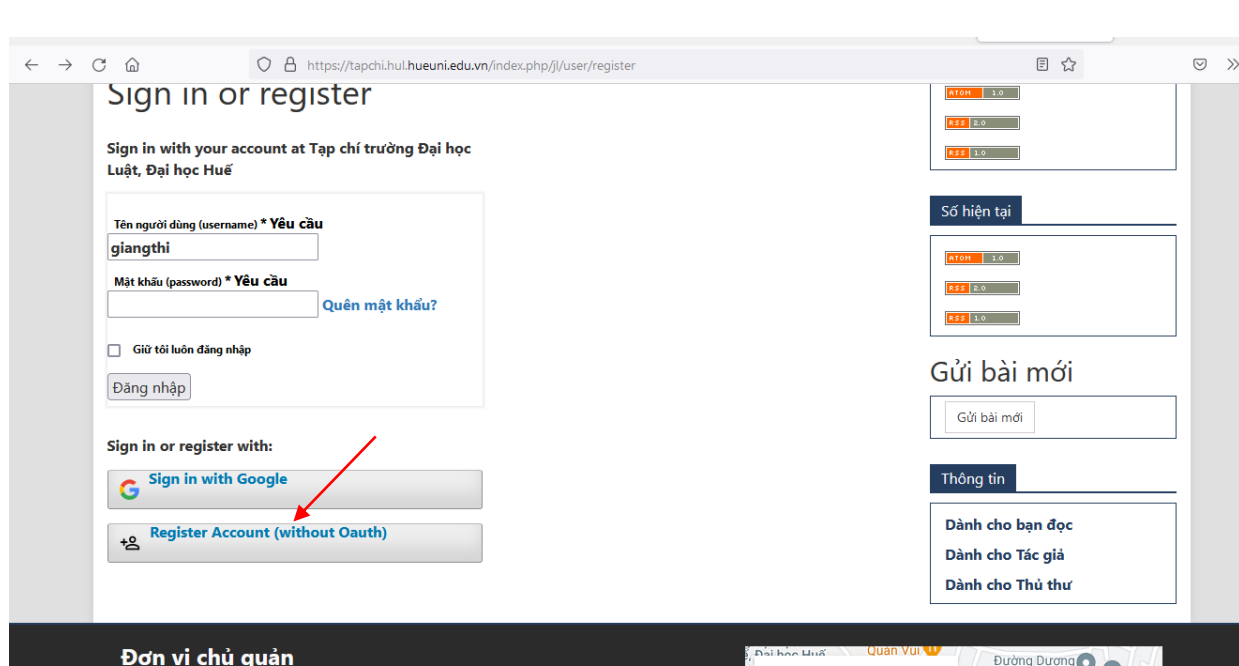 https://tapchi.hul.hueuni.edu.vn/index.php/jl/user/register
Sign in or register
Sign in with your account at Tạp chí trường Đại học
Luật, Đại học Huế
Tên người dùng (username) * Yêu cầu
giangthi
Mật khẩu (password) * Yêu cầu
Quên mật khẩu?
Giữ tôi luôn đăng nhập
Đăng nhập
Sign in or register with:
Sign in with Google
Register Account (without Oauth)
ATOM 1.0
RSS 2.0
RSS 1.0
Số hiện tại
ATOM 1.0
RSS 2.0
RSS 1.0
Gửi bài mới
Gửi bài mới
Thông tin
Dành cho bạn đọc
Dành cho Tác giả
Dành cho Thủ thư
Đơn vị chủ quản
Đại học Huế
Quán Vui
Đường Dương